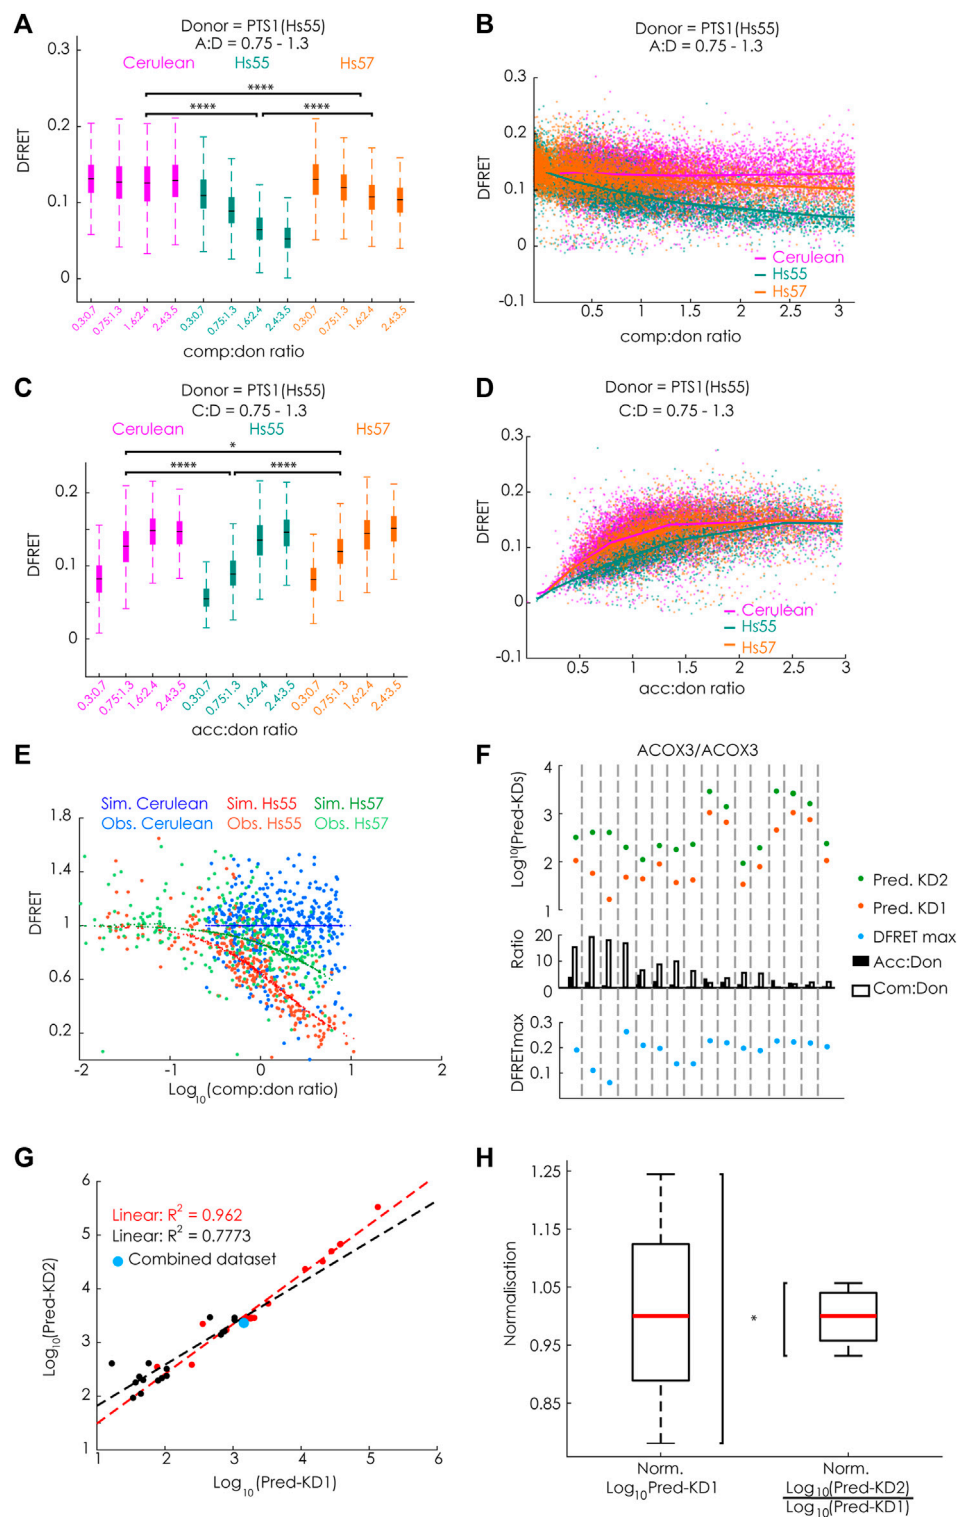 A
Donor = PTS1(Hs55)
A:D = 0.75 - 1.3
Cerulean Hs55 Hs57
****
**** ****
0.3
0.2
0.1
0
DFRET
0.3:0.7 0.75:1.3 1.6:2.4 2.4:3.5 0.3:0.7 0.75:1.3 1.6:2.4 2.4:3.5 0.3:0.7 0.75:1.3 1.6:2.4 2.4:3.5
comp:don ratio
B
Donor = PTS1(Hs55)
A:D = 0.75 - 1.3
0.3
0.2
0.1
0
-0.1
DFRET
Cerulean
Hs55
Hs57
0.5 1 1.5 2 2.5 3
comp:don ratio
C
Donor = PTS1(Hs55)
C:D = 0.75 - 1.3
Cerulean Hs55 Hs57
*
**** ****
0.2
0.1
0
DFRET
0.3:0.7 0.75:1.3 1.6:2.4 2.4:3.5 0.3:0.7 0.75:1.3 1.6:2.4 2.4:3.5 0.3:0.7 0.75:1.3 1.6:2.4 2.4:3.5
acc:don ratio
D
Donor = PTS1(Hs55)
C:D = 0.75 - 1.3
0.3
0.2
0.1
0
-0.1
DFRET
Cerulean
Hs55
Hs57
0.5 1 1.5 2 2.5 3
acc:don ratio
E
Sim. Cerulean Sim. Hs55 Sim. Hs57
Obs. Cerulean Obs. Hs55 Obs. Hs57
1.8
1.4
1
0.6
0.2
DFRET
-2 -1 0 1 2
Log10(comp:don ratio)
F
ACOX3/ACOX3
4
3
2
1
Log10(Pred-KDs)
20
10
0
Ratio
0.3
0.2
0.1
DFRETmax
Pred. KD2
Pred. KD1
DFRET max
Acc:Don
Com:Don
G
Linear: R2 = 0.962
Linear: R2 = 0.7773
Combined dataset
6
5
4
3
2
1
Log10(Pred-KD2)
1 2 3 4 5 6
Log10(Pred-KD1)
H
1.25
1.15
1.05
0.95
0.85
Normalisation
*
Norm.
Log10Pred-KD1
Norm.
Log10(Pred-KD2)
Log10(Pred-KD1)